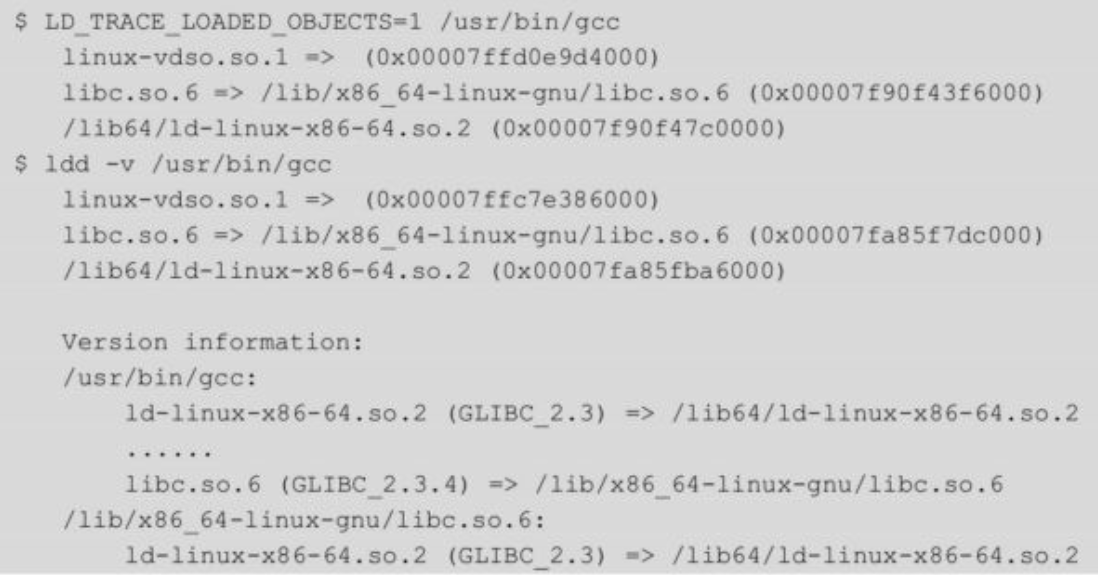 $ LD_TRACE_LOADED_OBJECTS=1 /usr/bin/gcc
linux-vdso.so.1 => (0x00007ffd0e9d4000)
libc.so.6 => /lib/x86_64-linux-gnu/libc.so.6 (0x00007f90f43f6000)
/lib64/ld-linux-x86-64.so.2 (0x00007f90f47c0000)
$ ldd -v /usr/bin/gcc
linux-vdso.so.1 => (0x00007ffc7e386000)
libc.so.6 => /lib/x86_64-linux-gnu/libc.so.6 (0x00007fa85f7dc000)
/lib64/ld-linux-x86-64.so.2 (0x00007fa85fba6000)
Version information:
/usr/bin/gcc:
ld-linux-x86-64.so.2 (GLIBC_2.3) => /lib64/ld-linux-x86-64.so.2
......
libc.so.6 (GLIBC_2.3.4) => /lib/x86_64-linux-gnu/libc.so.6
/lib/x86_64-linux-gnu/libc.so.6:
ld-linux-x86-64.so.2 (GLIBC_2.3) => /lib64/ld-linux-x86-64.so.2